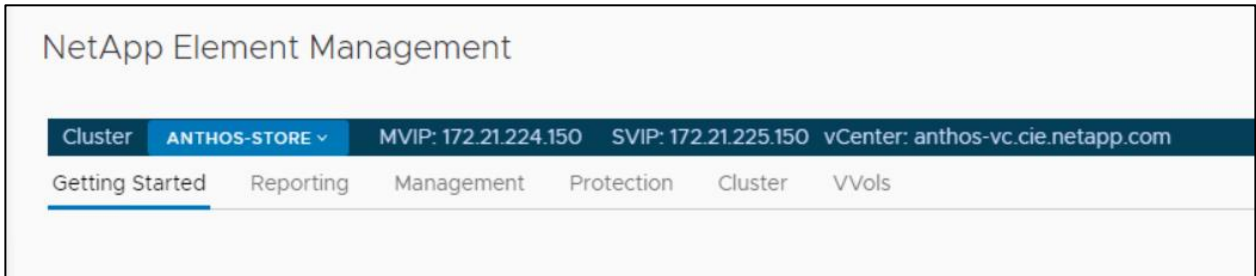 NetApp Element Management
Cluster ANTHOS-STORE MVIP: 172.21.224.150 SVIP: 172.21.225.150 vCenter: anthos-vc.cie.netapp.com
Getting Started Reporting Management Protection Cluster VVols